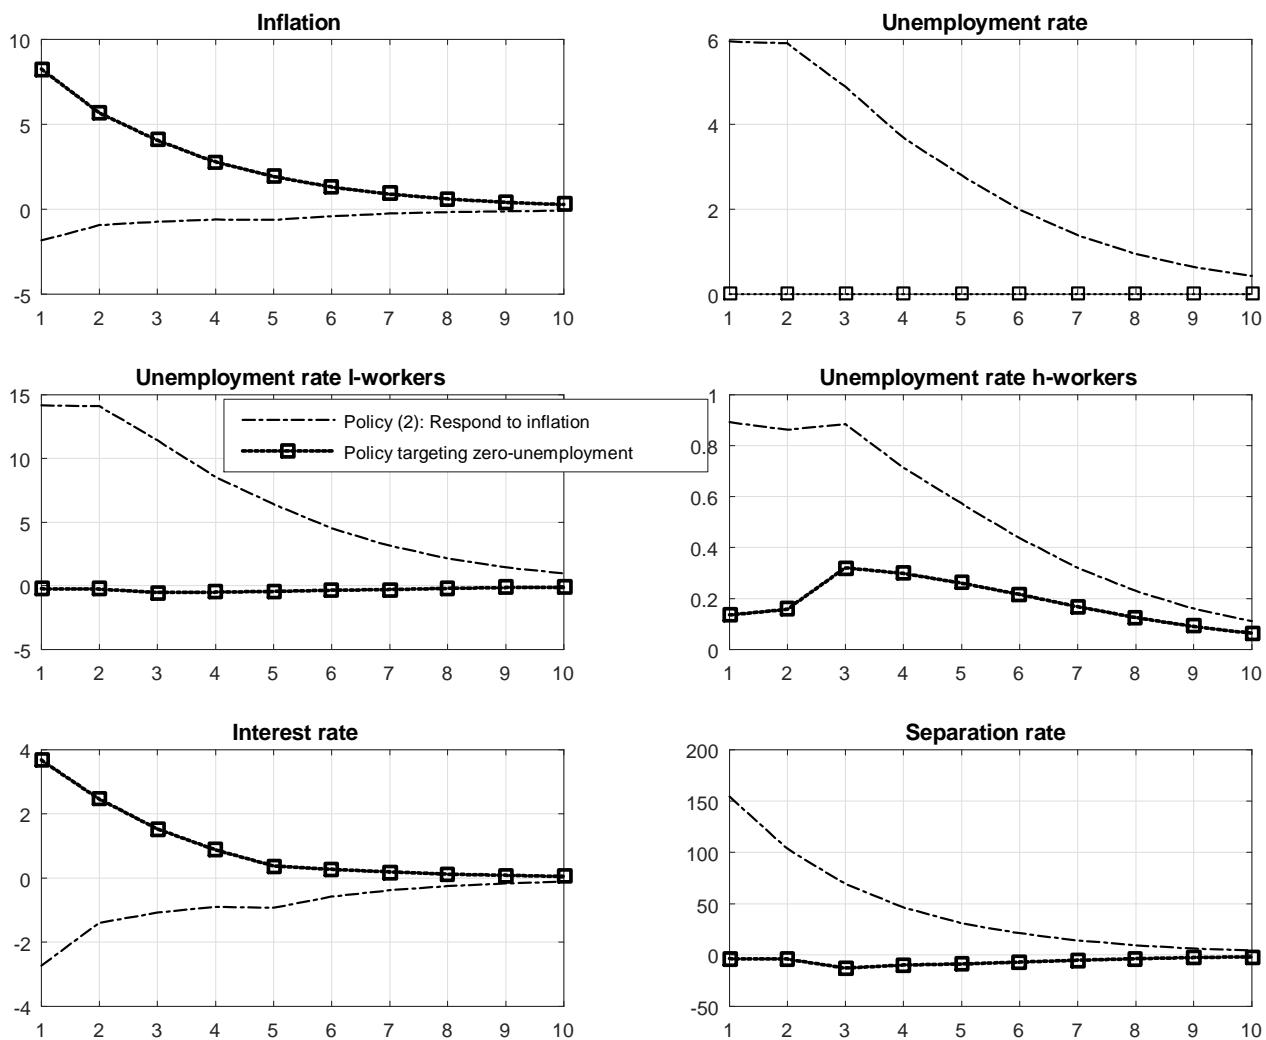 Inflation
10
5
0
-5
1 2 3 4 5 6 7 8 9 10
Unemployment rate
6
4
2
0
1 2 3 4 5 6 7 8 9 10
Unemployment rate l-workers
15
10
5
0
-5
1 2 3 4 5 6 7 8 9 10
Policy (2): Respond to inflation
Policy targeting zero-unemployment
Unemployment rate h-workers
1
0.8
0.6
0.4
0.2
0
1 2 3 4 5 6 7 8 9 10
Interest rate
4
2
0
-2
-4
1 2 3 4 5 6 7 8 9 10
Separation rate
200
150
100
50
0
-50
1 2 3 4 5 6 7 8 9 10